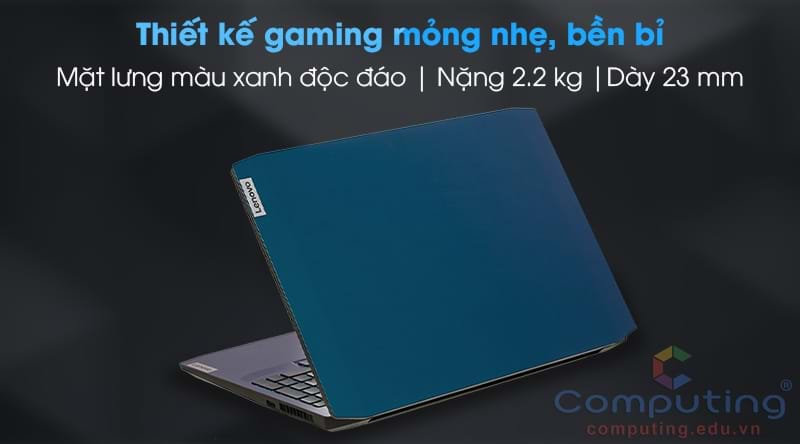 Thiết kế gaming mỏng nhẹ, bền bỉ
Mặt lưng màu xanh độc đáo | Nặng 2.2 kg |Dày 23 mm
Lenovo
Lenovo
Computing®
computing.edu.vn